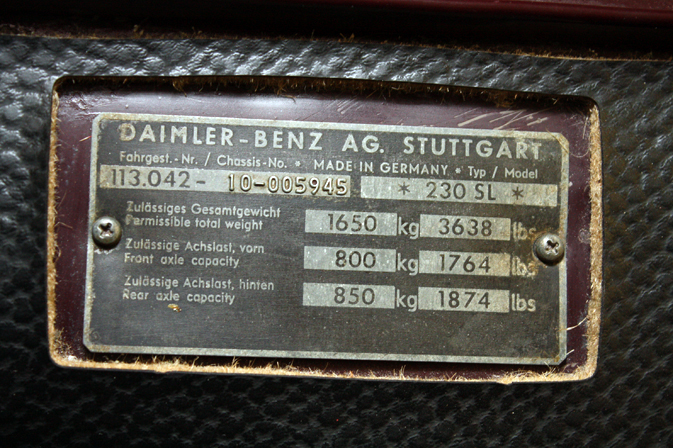 DAIMLER-BENZ AG. STUTTGART
Fahrgest.-Nr. / Chassis-No. * MADE IN GERMANY * Typ / Model
113.042- 10-005945 * 230 SL *
Zulässiges Gesamtgewicht
Permissible total weight 1650 kg 3638 lbs
Zulässige Achslast, vorn
Front axle capacity 800 kg 1764 lbs
Zulässige Achslast, hinten
Rear axle capacity 850 kg 1874 lbs